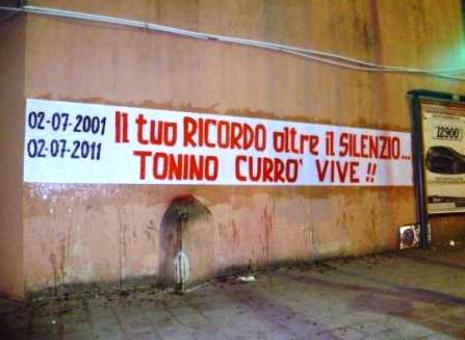 02-07-2001
02-07-2011
Il tuo RICORDO oltre il SILENZIO...
TONINO CURRO' VIVE !!
12900